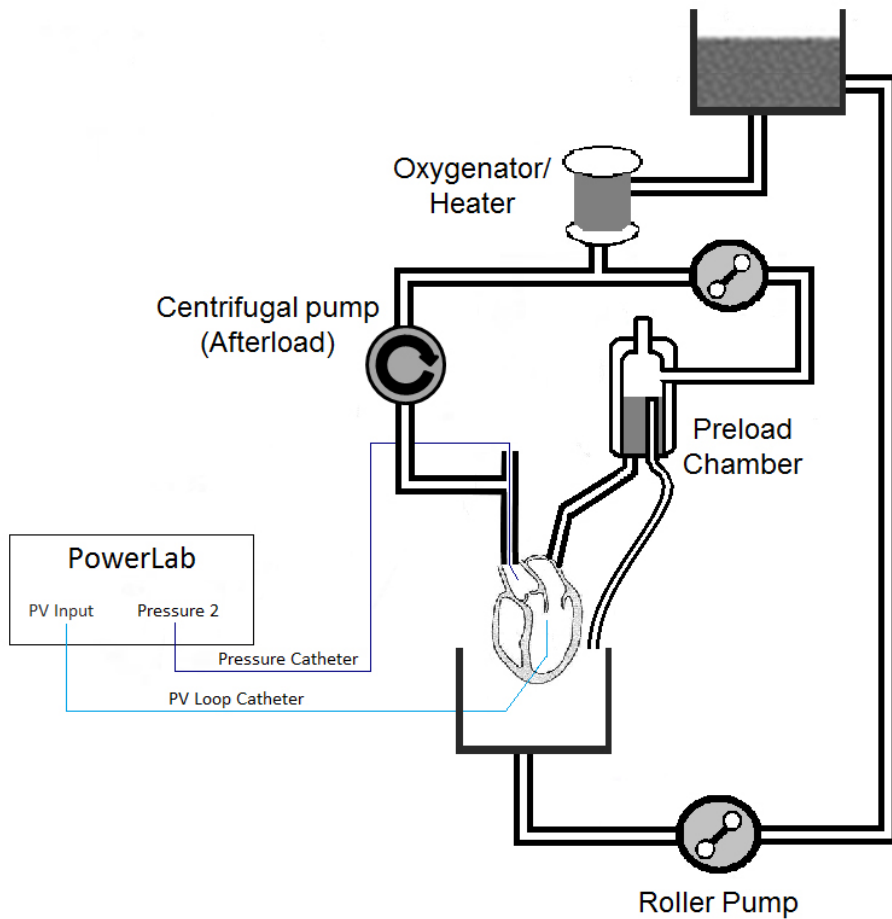 Oxygenator/
Heater
Centrifugal pump
(Afterload)
Preload
Chamber
PowerLab
PV Input Pressure 2
Pressure Catheter
PV Loop Catheter
Roller Pump